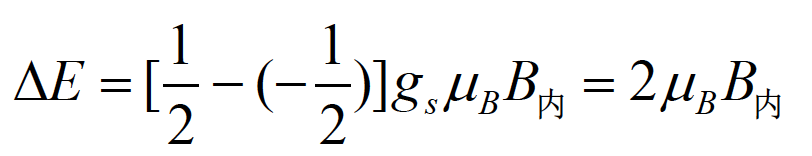 ΔE = [1/2 − (−1/2)]g_s μ_B B_内 = 2μ_B B_内